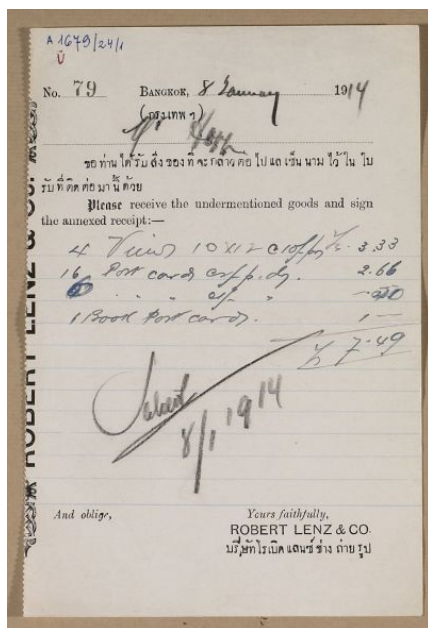 A 1679/24/1
No. 79 BANGKOK, 8 January 1914
(กรุงเทพ ฯ)
ขอ ท่าน ได้ รับ สิ่ง ของ ที่ จะ กล่าว ต่อ ไป แล เซ็น นาม ไว้ ใน ใบ
รับ ที่ ติด ต่อ มา นี้ ด้วย
Please receive the undermentioned goods and sign
the annexed receipt:—
4 Views 10 x 12 3.33
16 Post cards 2.66
1 Book Post cards. 1 —
7.49
8/1 1914
And oblige,
Yours faithfully,
ROBERT LENZ & CO.
บริษัท โรเบิต แลนซ์ ช่าง ถ่าย รูป
ROBERT LENZ & CO.